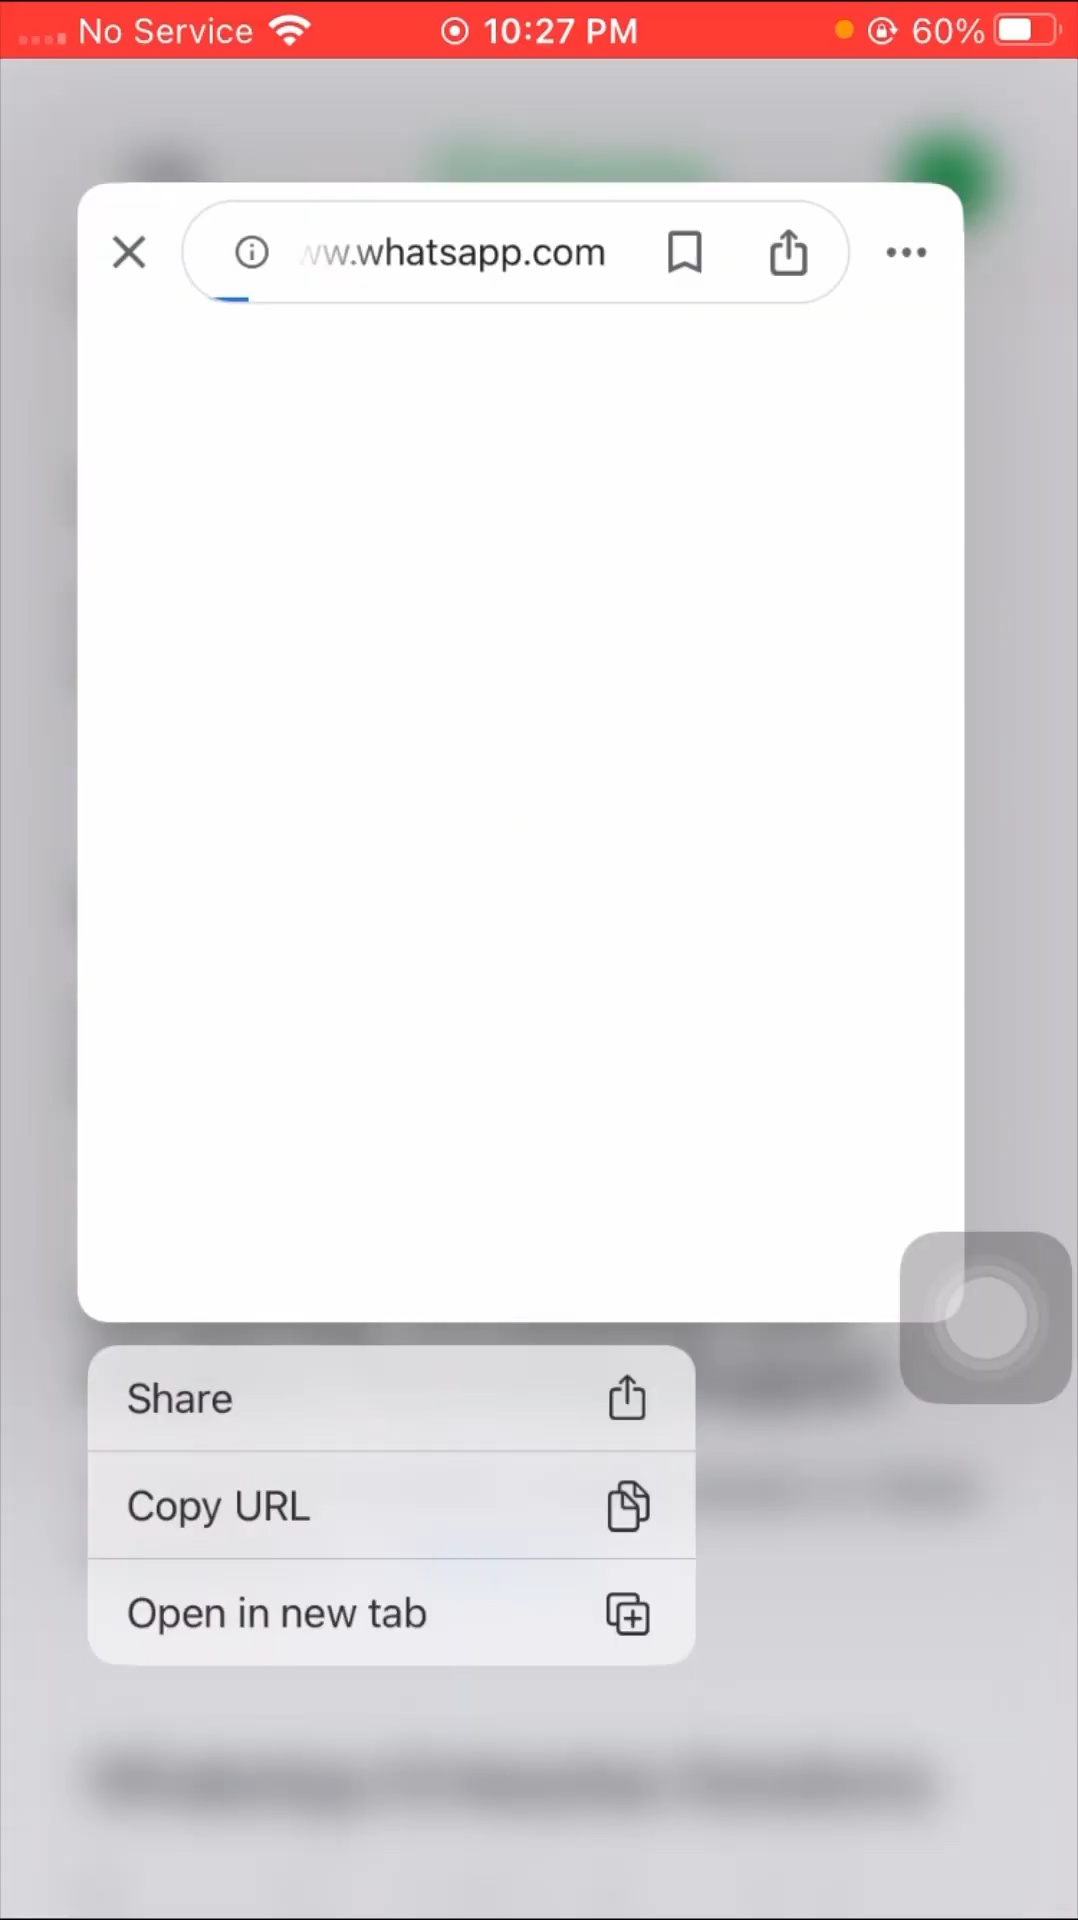 No Service 10:27 PM 60%
ww.whatsapp.com
Share
Copy URL
Open in new tab